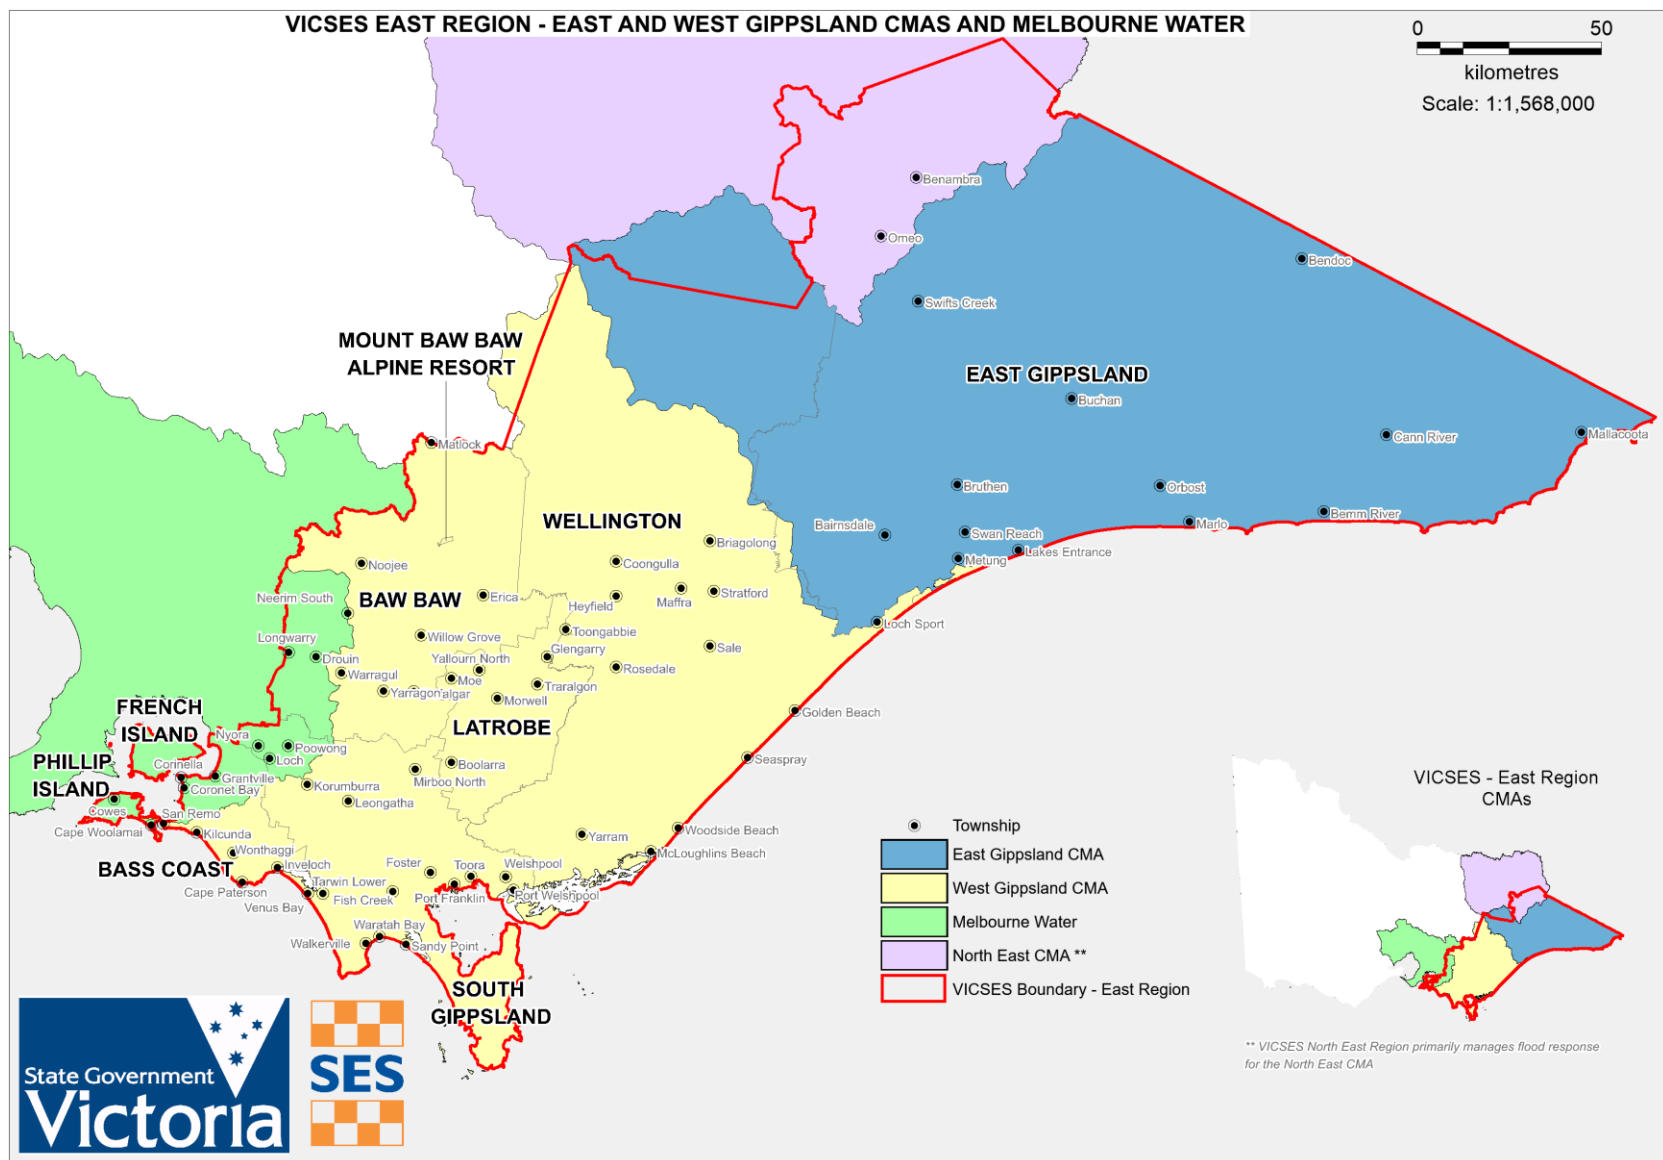 VICSES EAST REGION - EAST AND WEST GIPPSLAND CMAS AND MELBOURNE WATER
0 50
kilometres
Scale: 1:1,568,000
Benambra
Omeo
Bendoc
Swifts Creek
MOUNT BAW BAW
ALPINE RESORT
EAST GIPPSLAND
Buchan
Cann River
Mallacoota
Matlock
Bruthen
Orbost
WELLINGTON
Bairnsdale
Marlo
Bemm River
Swan Reach
Briagolong
Lakes Entrance
Metung
Noojee
Coongulla
Neerim South
BAW BAW
Erica
Heyfield
Maffra
Stratford
Loch Sport
Longwarry
Willow Grove
Toongabbie
Drouin
Yallourn North
Glengarry
Sale
Warragul
Moe
Rosedale
Yarragon
Traralgon
Morwell
FRENCH
ISLAND
LATROBE
Golden Beach
Nyora
Poowong
Loch
PHILLIP
ISLAND
Corinella
Grantville
Coronet Bay
Boolarra
Mirboo North
Seaspray
Korumburra
Leongatha
Cowes
San Remo
Cape Woolamai
Kilcunda
Yarram
Woodside Beach
Wonthaggi
McLoughlins Beach
BASS COAST
Inveloch
Foster
Toora
Welshpool
Cape Paterson
Tarwin Lower
Venus Bay
Fish Creek
Port Franklin
Port Welshpool
Waratah Bay
Walkerville
Sandy Point
SOUTH
GIPPSLAND
Township
East Gippsland CMA
West Gippsland CMA
Melbourne Water
North East CMA **
VICSES Boundary - East Region
VICSES - East Region
CMAs
** VICSES North East Region primarily manages flood response
for the North East CMA
State Government
Victoria
SES